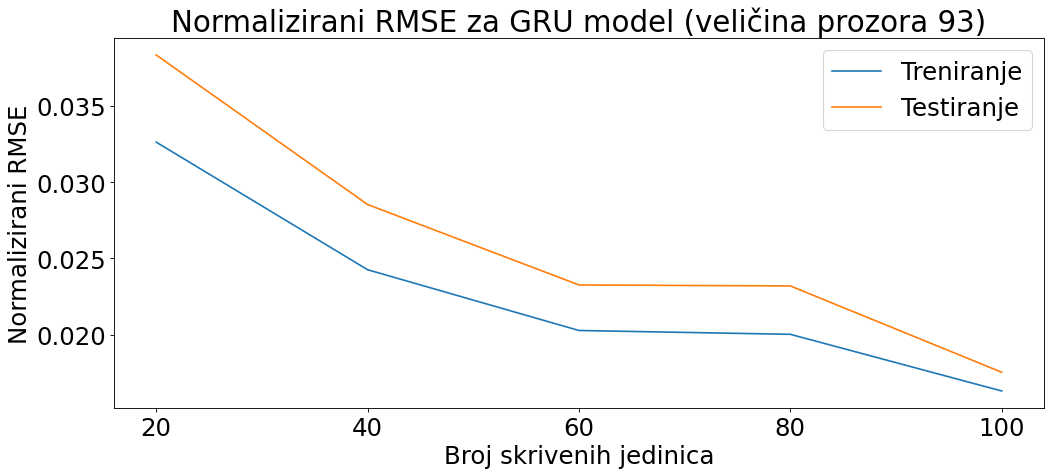 Normalizirani RMSE za GRU model (veličina prozora 93)
Treniranje
Testiranje
Normalizirani RMSE
0.035
0.030
0.025
0.020
20 40 60 80 100
Broj skrivenih jedinica